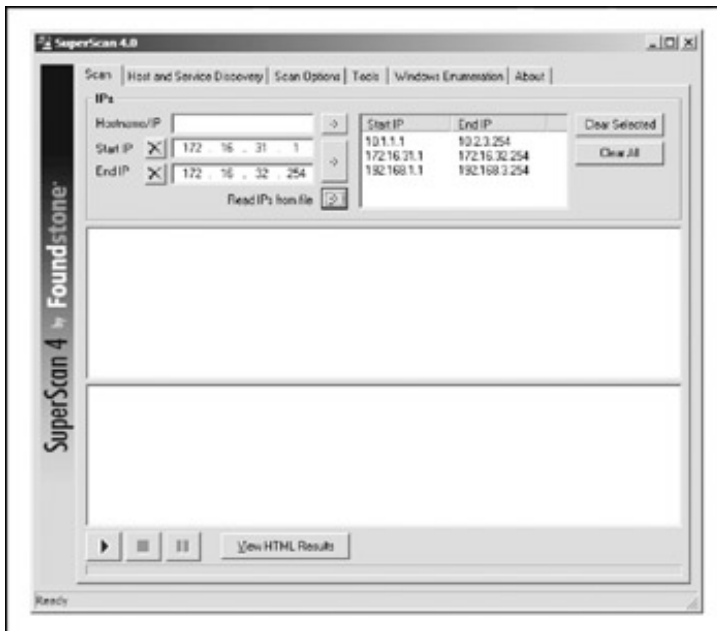 SuperScan 4.0
Scan Host and Service Discovery Scan Options Tools Windows Enumeration About
IPs
Hostname/IP
Start IP X 172 . 16 . 31 . 1
End IP X 172 . 16 . 32 . 254
Read IPs from file
Start IP End IP
10.1.1.1 10.2.3.254
172.16.31.1 172.16.32.254
192.168.1.1 192.168.3.254
Clear Selected
Clear All
SuperScan 4 by Foundstone
View HTML Results
Ready